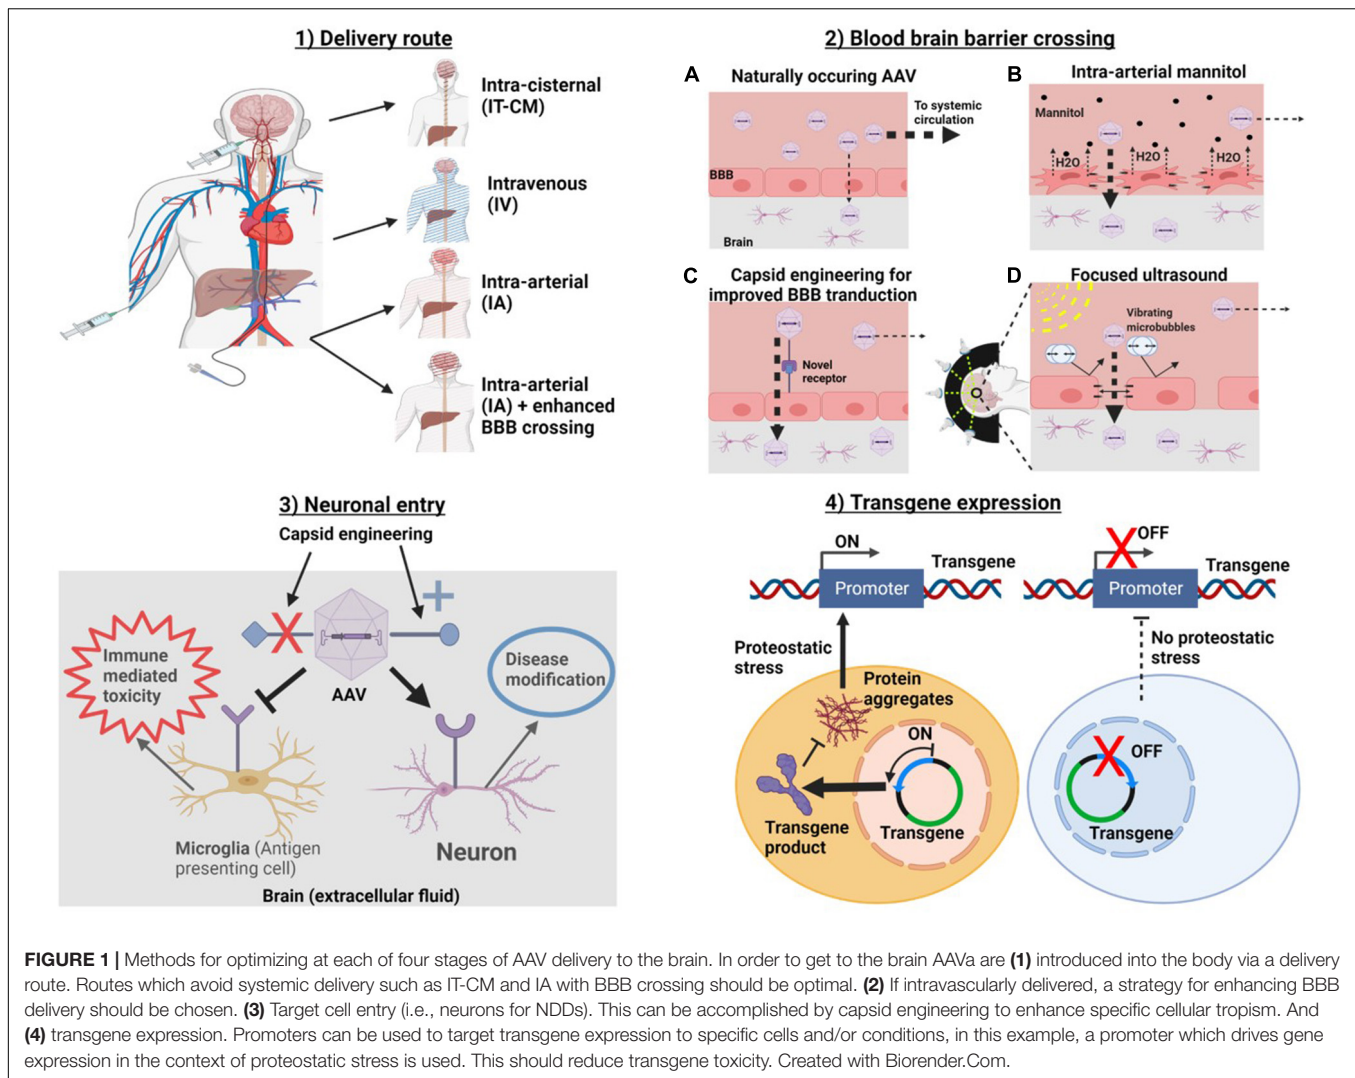 1) Delivery route
Intra-cisternal
(IT-CM)
Intravenous
(IV)
Intra-arterial
(IA)
Intra-arterial
(IA) + enhanced
BBB crossing
2) Blood brain barrier crossing
A
Naturally occuring AAV
To systemic
circulation
BBB
Brain
B
Intra-arterial mannitol
Mannitol
H2O
H2O
H2O
C
Capsid engineering for
improved BBB tranduction
Novel
receptor
D
Focused ultrasound
Vibrating
microbubbles
3) Neuronal entry
Capsid engineering
Immune
mediated
toxicity
AAV
Disease
modification
Microglia (Antigen
presenting cell)
Neuron
Brain (extracellular fluid)
4) Transgene expression
ON
Transgene
Promoter
OFF
Transgene
Promoter
Proteostatic
stress
No proteostatic
stress
Protein
aggregates
ON
Transgene
Transgene
product
OFF
Transgene
FIGURE 1 | Methods for optimizing at each of four stages of AAV delivery to the brain. In order to get to the brain AAVa are (1) introduced into the body via a delivery
route. Routes which avoid systemic delivery such as IT-CM and IA with BBB crossing should be optimal. (2) If intravascularly delivered, a strategy for enhancing BBB
delivery should be chosen. (3) Target cell entry (i.e., neurons for NDDs). This can be accomplished by capsid engineering to enhance specific cellular tropism. And
(4) transgene expression. Promoters can be used to target transgene expression to specific cells and/or conditions, in this example, a promoter which drives gene
expression in the context of proteostatic stress is used. This should reduce transgene toxicity. Created with Biorender.Com.